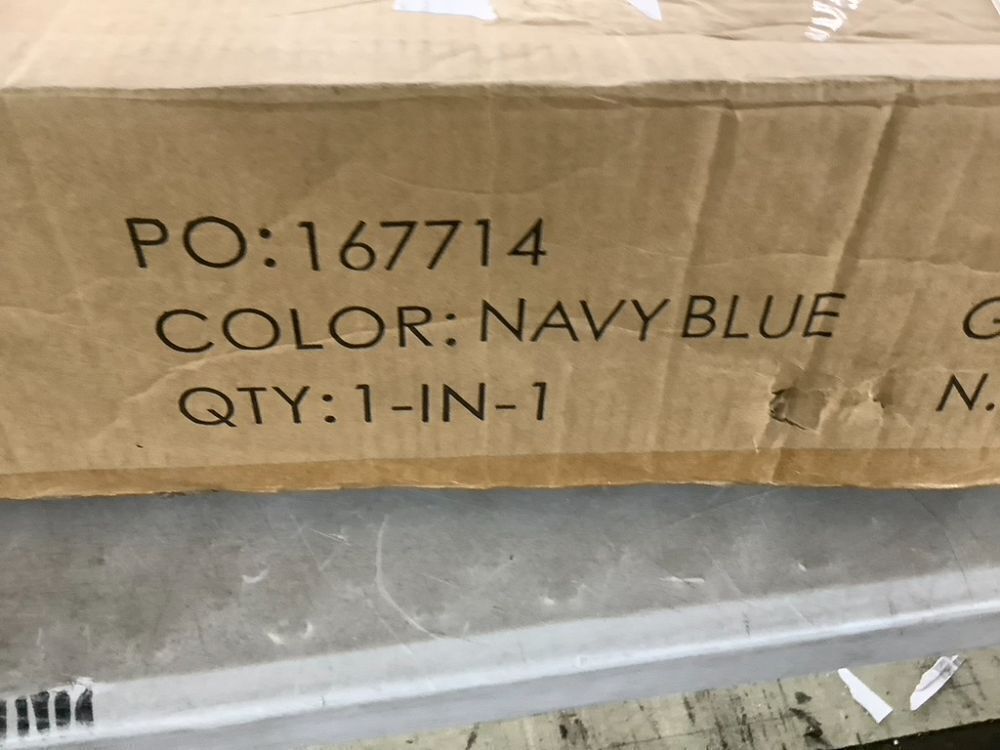 PO:167714
COLOR: NAVY BLUE G
QTY: 1-IN-1 N.